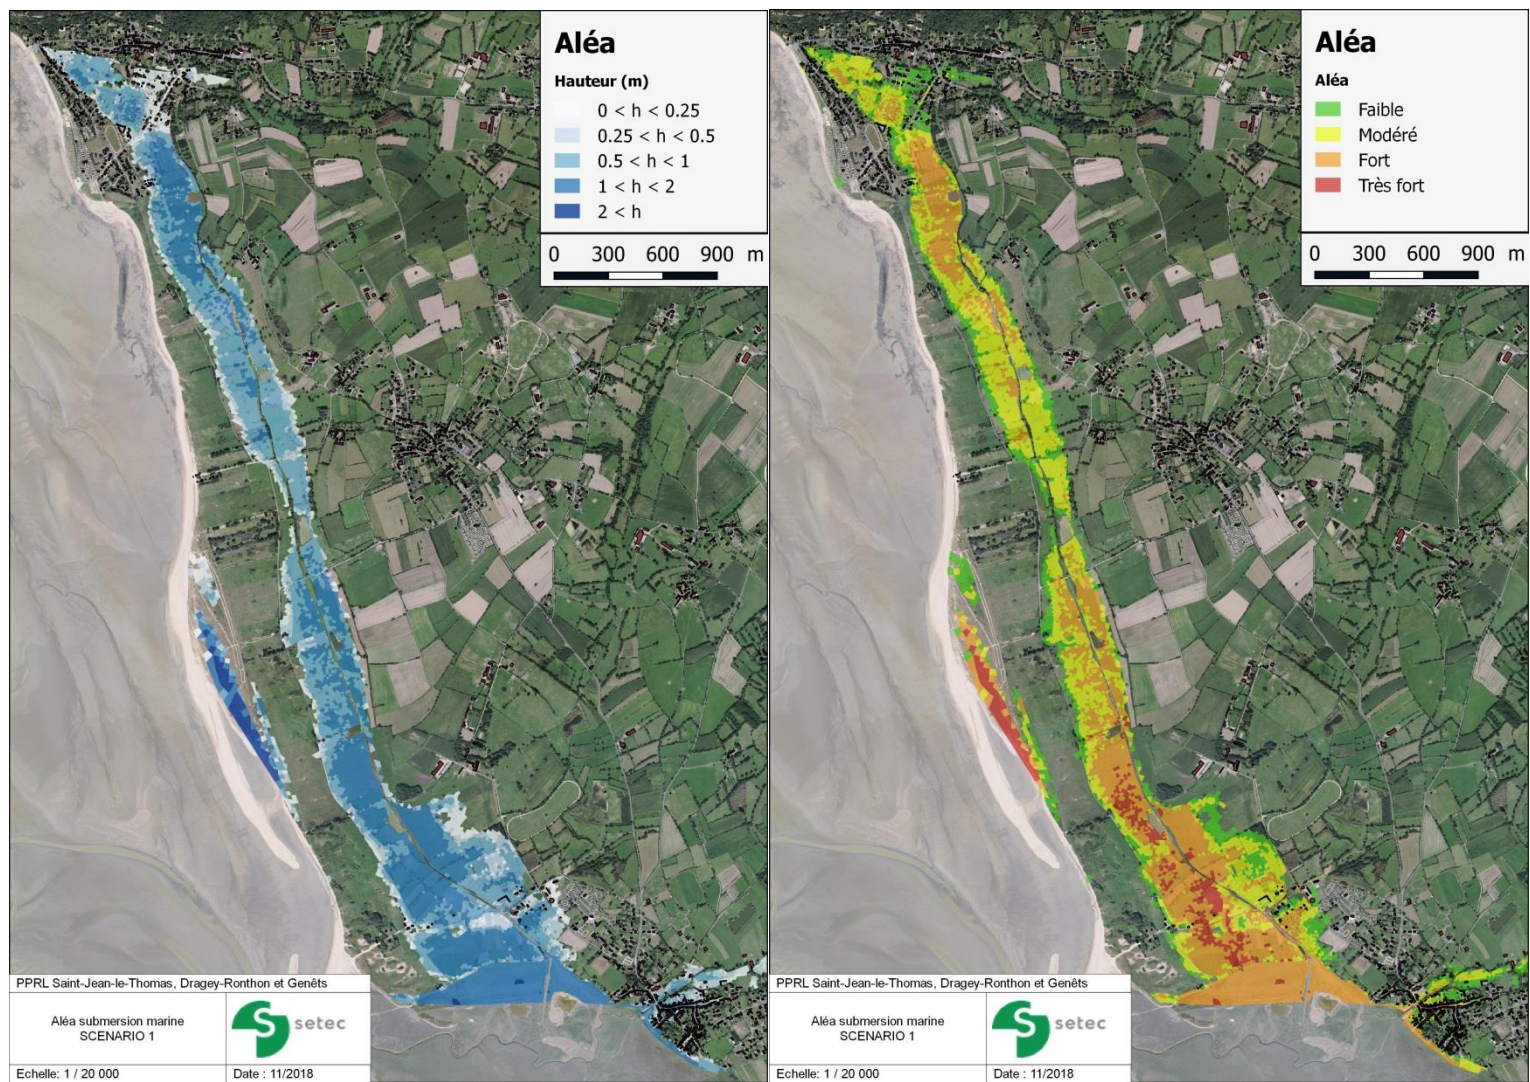 Aléa
Hauteur (m)
0 < h < 0.25
0.25 < h < 0.5
0.5 < h < 1
1 < h < 2
2 < h
0 300 600 900 m
PPRL Saint-Jean-le-Thomas, Dragey-Ronthon et Genêts
Aléa submersion marine
SCENARIO 1
setec
Echelle: 1 / 20 000
Date : 11/2018
Aléa
Aléa
Faible
Modéré
Fort
Très fort
0 300 600 900 m
PPRL Saint-Jean-le-Thomas, Dragey-Ronthon et Genêts
Aléa submersion marine
SCENARIO 1
setec
Echelle: 1 / 20 000
Date : 11/2018